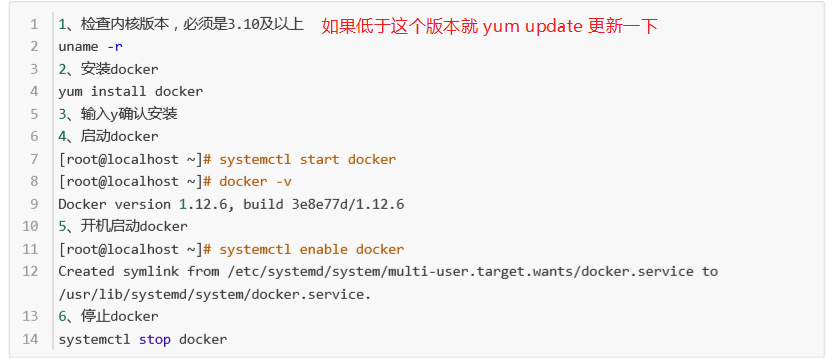 1 1、检查内核版本，必须是3.10及以上 如果低于这个版本就 yum update 更新一下
2 uname -r
3 2、安装docker
4 yum install docker
5 3、输入y确认安装
6 4、启动docker
7 [root@localhost ~]# systemctl start docker
8 [root@localhost ~]# docker -v
9 Docker version 1.12.6, build 3e8e77d/1.12.6
10 5、开机启动docker
11 [root@localhost ~]# systemctl enable docker
12 Created symlink from /etc/systemd/system/multi-user.target.wants/docker.service to
/usr/lib/systemd/system/docker.service.
13 6、停止docker
14 systemctl stop docker